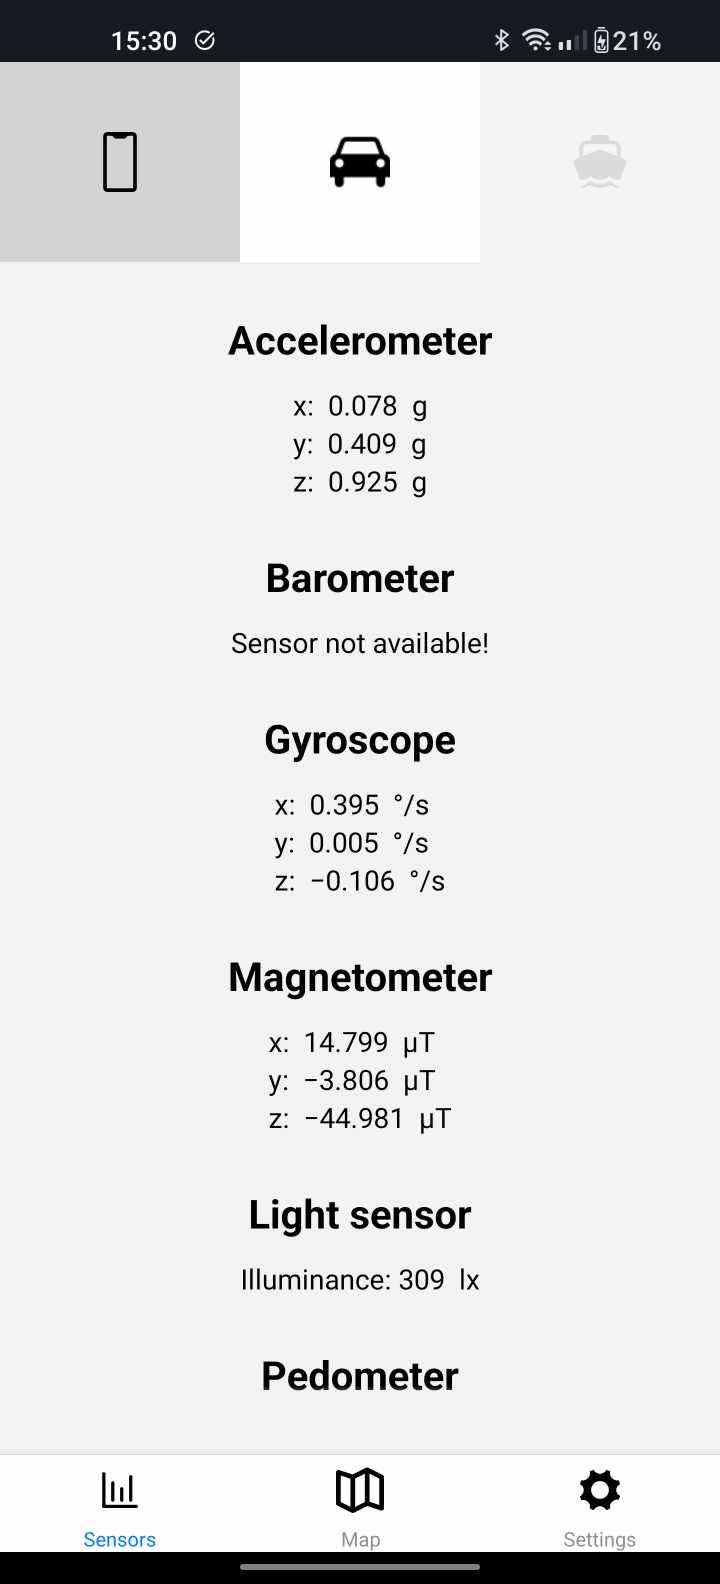 15:30
21%
Accelerometer
x: 0.078 g
y: 0.409 g
z: 0.925 g
Barometer
Sensor not available!
Gyroscope
x: 0.395 °/s
y: 0.005 °/s
z: −0.106 °/s
Magnetometer
x: 14.799 µT
y: −3.806 µT
z: −44.981 µT
Light sensor
Illuminance: 309 lx
Pedometer
Sensors
Map
Settings